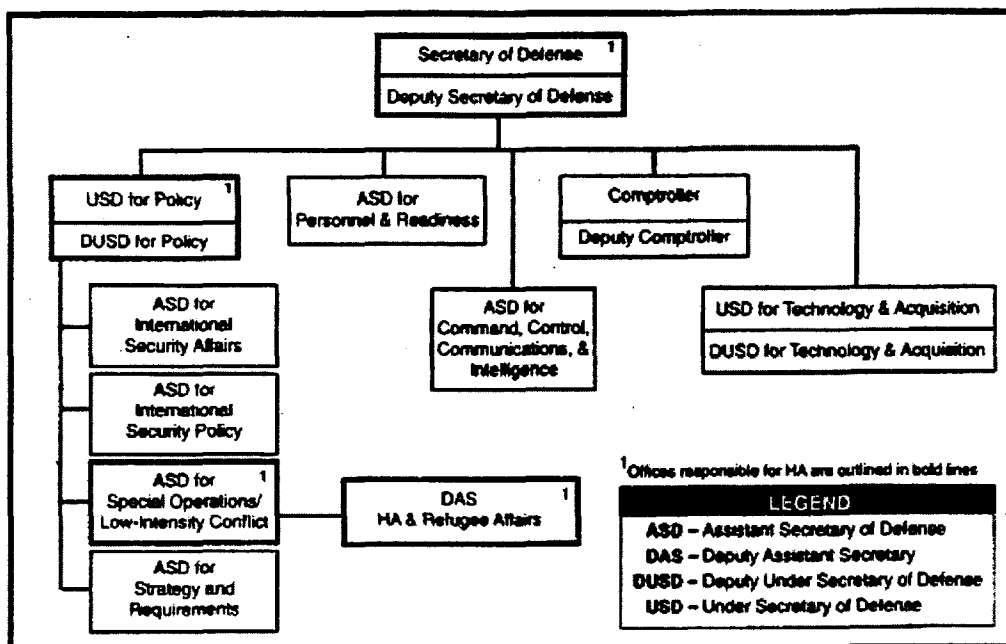 Secretary of Defense 1
Deputy Secretary of Defense
USD for Policy 1
DUSD for Policy
ASD for
Personnel & Readiness
Comptroller
Deputy Comptroller
ASD for
International
Security Affairs
ASD for
Command, Control,
Communications, &
Intelligence
USD for Technology & Acquisition
DUSD for Technology & Acquisition
ASD for
International
Security Policy
ASD for 1
Special Operations/
Low-Intensity Conflict
DAS 1
HA & Refugee Affairs
ASD for
Strategy and
Requirements
1 Offices responsible for HA are outlined in bold lines
LEGEND
ASD – Assistant Secretary of Defense
DAS – Deputy Assistant Secretary
DUSD – Deputy Under Secretary of Defense
USD – Under Secretary of Defense